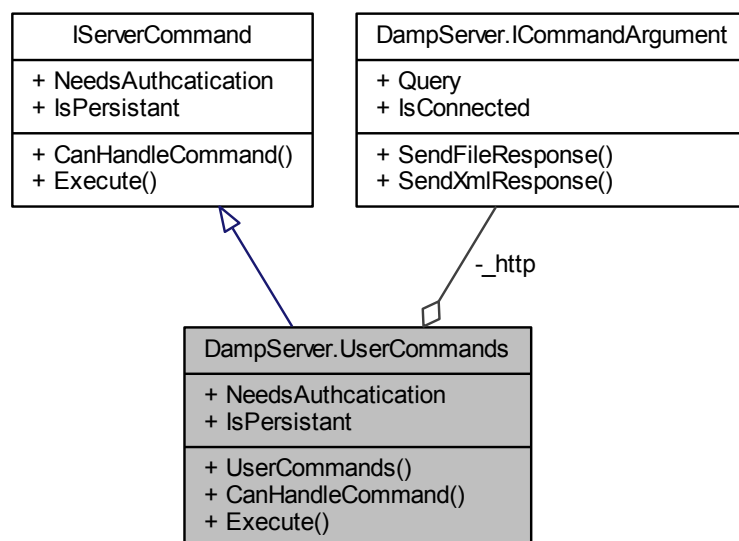 IServerCommand
+ NeedsAuthcatication
+ IsPersistant
+ CanHandleCommand()
+ Execute()
DampServer.ICommandArgument
+ Query
+ IsConnected
+ SendFileResponse()
+ SendXmlResponse()
-_http
DampServer.UserCommands
+ NeedsAuthcatication
+ IsPersistant
+ UserCommands()
+ CanHandleCommand()
+ Execute()